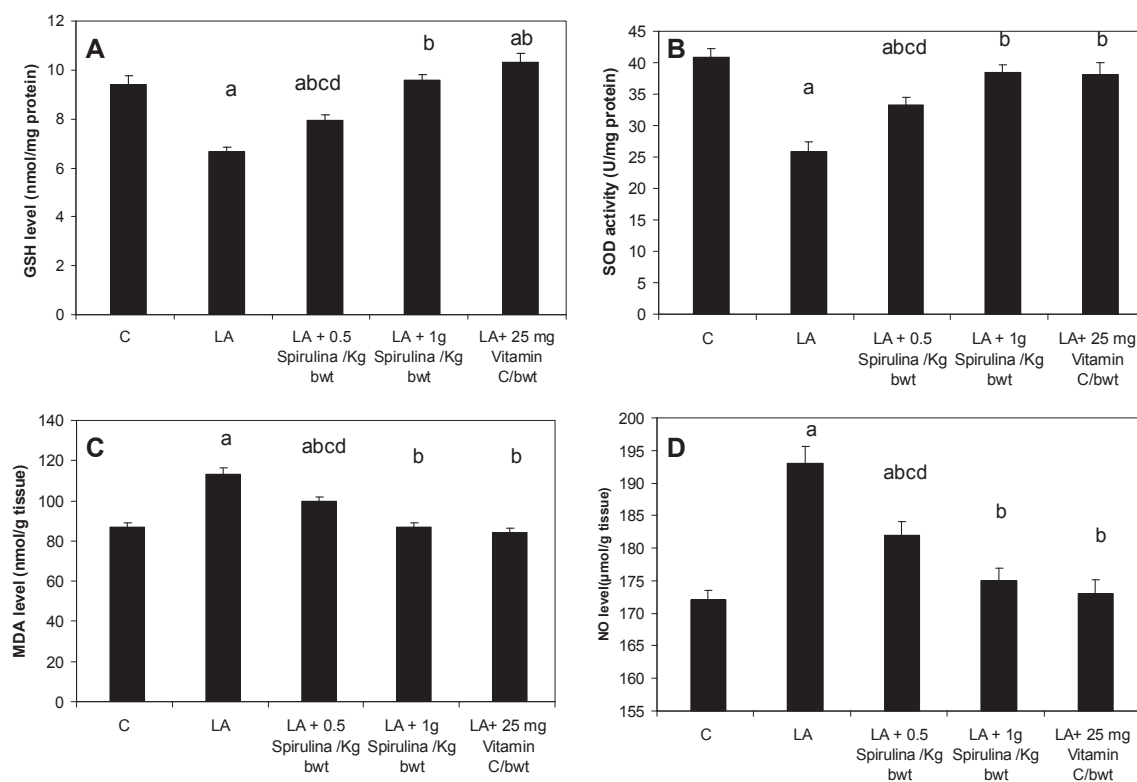 A
GSH level (nmol/mg protein)
12
10
8
6
4
2
0
a
abcd
b
ab
C
LA
LA + 0.5
Spirulina /Kg
bwt
LA + 1g
Spirulina /Kg
bwt
LA+ 25 mg
Vitamin
C/bwt
B
SOD activity (U/mg protein)
45
40
35
30
25
20
15
10
5
0
a
abcd
b
b
C
LA
LA + 0.5
Spirulina /Kg
bwt
LA + 1g
Spirulina /Kg
bwt
LA+ 25 mg
Vitamin
C/bwt
C
MDA level (nmol/g tissue)
140
120
100
80
60
40
20
0
a
abcd
b
b
C
LA
LA + 0.5
Spirulina /Kg
bwt
LA + 1g
Spirulina /Kg
bwt
LA+ 25 mg
Vitamin
C/bwt
D
NO level(µmol/g tissue)
200
195
190
185
180
175
170
165
160
155
a
abcd
b
b
C
LA
LA + 0.5
Spirulina /Kg
bwt
LA + 1g
Spirulina /Kg
bwt
LA+ 25 mg
Vitamin
C/bwt